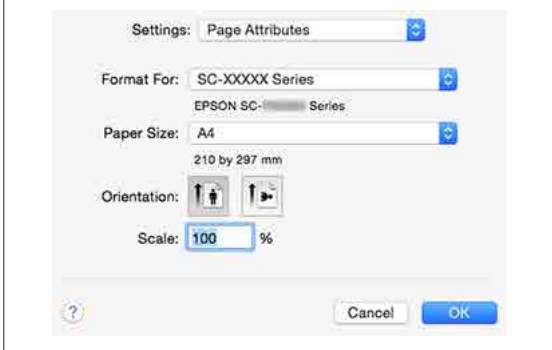 Settings: Page Attributes
Format For: SC-XXXXX Series
EPSON SC- Series
Paper Size: A4
210 by 297 mm
Orientation:
Scale: 100 %
?
Cancel OK